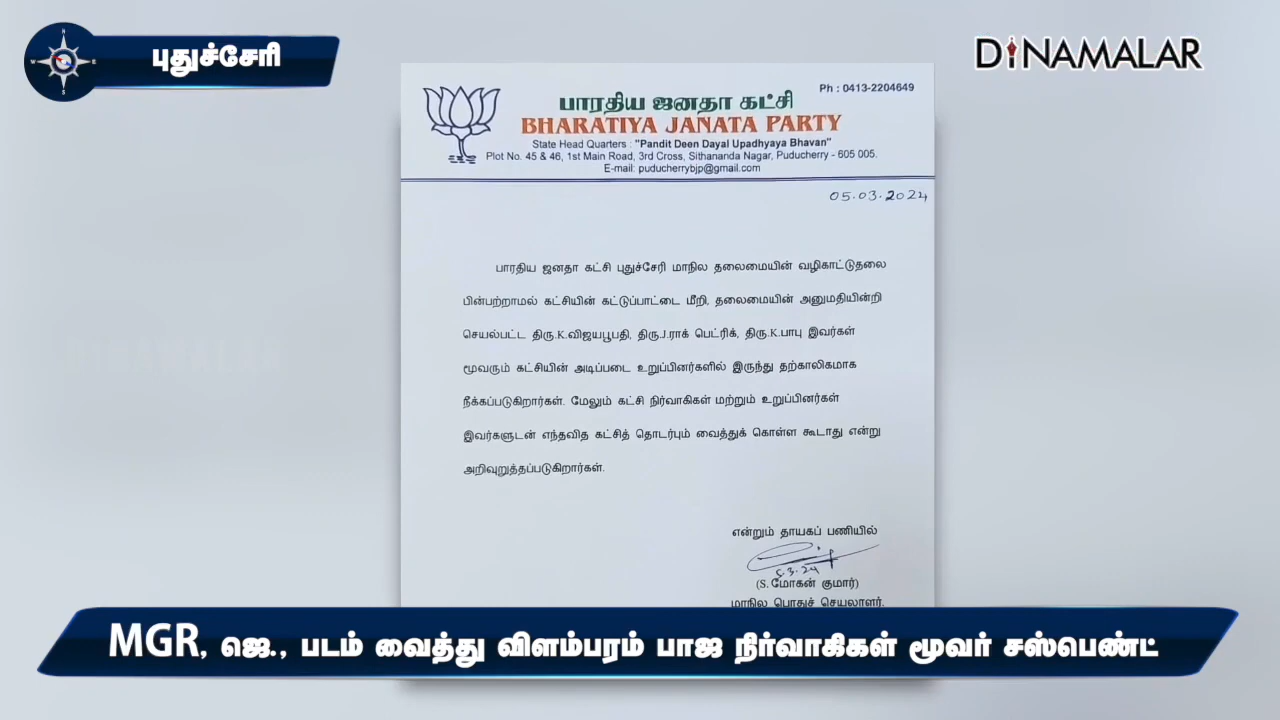 புதுச்சேரி
DINAMALAR
Ph : 0413-2204649
பாரதிய ஜனதா கட்சி
BHARATIYA JANATA PARTY
State Head Quarters : "Pandit Deen Dayal Upadhyaya Bhavan"
Plot No. 45 & 46, 1st Main Road, 3rd Cross, Sithananda Nagar, Puducherry - 605 005.
E-mail: puducherrybjp@gmail.com
05.03.2024
பாரதிய ஜனதா கட்சி புதுச்சேரி மாநில தலைமையின் வழிகாட்டுதலை
பின்பற்றாமல் கட்சியின் கட்டுப்பாட்டை மீறி, தலைமையின் அனுமதியின்றி
செயல்பட்ட திரு.K.விஜயபூபதி, திரு.J.ராக் பெட்ரிக், திரு.K.பாபு இவர்கள்
மூவரும் கட்சியின் அடிப்படை உறுப்பினர்களில் இருந்து தற்காலிகமாக
நீக்கப்படுகிறார்கள். மேலும் கட்சி நிர்வாகிகள் மற்றும் உறுப்பினர்கள்
இவர்களுடன் எந்தவித கட்சித் தொடர்பும் வைத்துக் கொள்ள கூடாது என்று
அறிவுறுத்தப்படுகிறார்கள்.
என்றும் தாயகப் பணியில்
5.3.24
(S.மோகன் குமார்)
மாநில பொதுச் செயலாளர்.
MGR, ஜெ., படம் வைத்து விளம்பரம் பாஜ நிர்வாகிகள் மூவர் சஸ்பெண்ட்